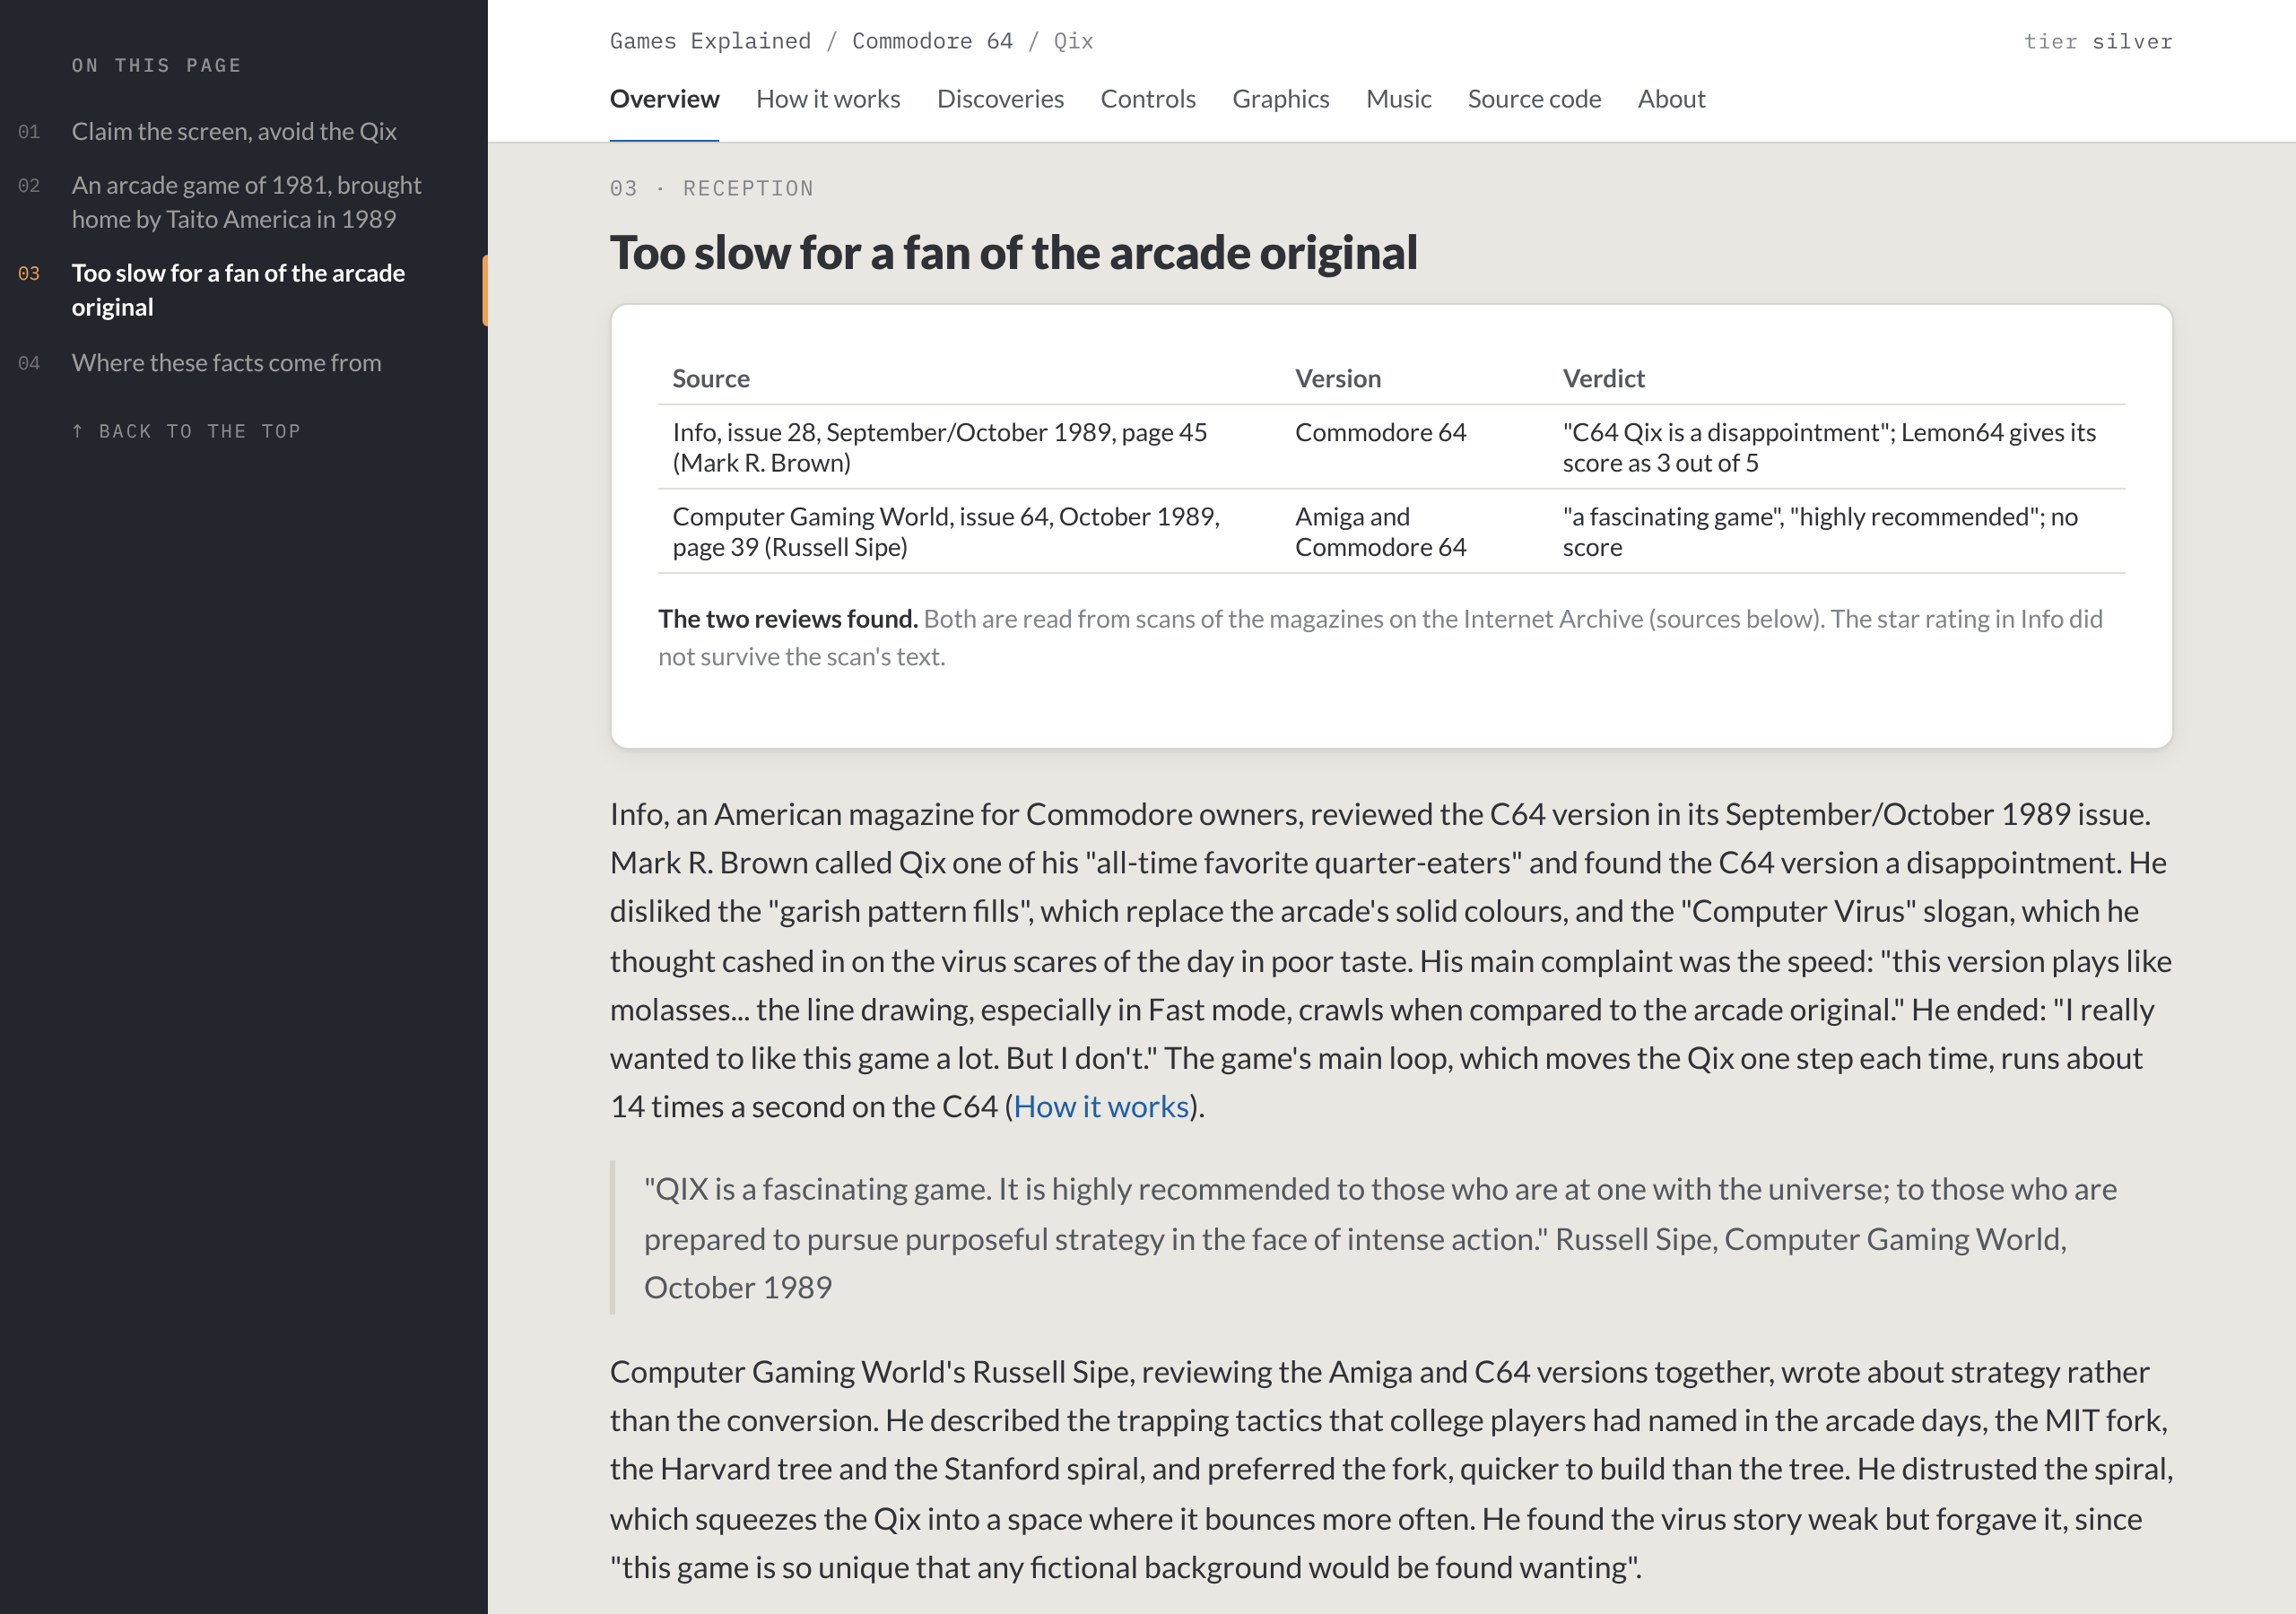 ON THIS PAGE
01 Claim the screen, avoid the Qix
02 An arcade game of 1981, brought
home by Taito America in 1989
03 Too slow for a fan of the arcade
original
04 Where these facts come from
↑ BACK TO THE TOP
Games Explained / Commodore 64 / Qix
tier silver
Overview How it works Discoveries Controls Graphics Music Source code About
03 · RECEPTION
Too slow for a fan of the arcade original
Source Version Verdict
Info, issue 28, September/October 1989, page 45 Commodore 64 "C64 Qix is a disappointment"; Lemon64 gives its
(Mark R. Brown) score as 3 out of 5
Computer Gaming World, issue 64, October 1989, Amiga and "a fascinating game", "highly recommended"; no
page 39 (Russell Sipe) Commodore 64 score
The two reviews found. Both are read from scans of the magazines on the Internet Archive (sources below). The star rating in Info did
not survive the scan's text.
Info, an American magazine for Commodore owners, reviewed the C64 version in its September/October 1989 issue.
Mark R. Brown called Qix one of his "all-time favorite quarter-eaters" and found the C64 version a disappointment. He
disliked the "garish pattern fills", which replace the arcade's solid colours, and the "Computer Virus" slogan, which he
thought cashed in on the virus scares of the day in poor taste. His main complaint was the speed: "this version plays like
molasses... the line drawing, especially in Fast mode, crawls when compared to the arcade original." He ended: "I really
wanted to like this game a lot. But I don't." The game's main loop, which moves the Qix one step each time, runs about
14 times a second on the C64 (How it works).
"QIX is a fascinating game. It is highly recommended to those who are at one with the universe; to those who are
prepared to pursue purposeful strategy in the face of intense action." Russell Sipe, Computer Gaming World,
October 1989
Computer Gaming World's Russell Sipe, reviewing the Amiga and C64 versions together, wrote about strategy rather
than the conversion. He described the trapping tactics that college players had named in the arcade days, the MIT fork,
the Harvard tree and the Stanford spiral, and preferred the fork, quicker to build than the tree. He distrusted the spiral,
which squeezes the Qix into a space where it bounces more often. He found the virus story weak but forgave it, since
"this game is so unique that any fictional background would be found wanting".